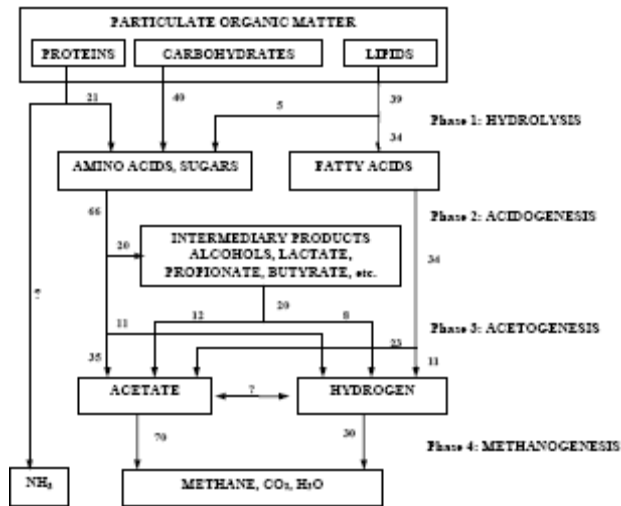 PARTICULATE ORGANIC MATTER
PROTEINS
CARBOHYDRATES
LIPIDS
21
40
5
39
34
Phase 1: HYDROLYSIS
AMINO ACIDS, SUGARS
FATTY ACIDS
66
Phase 2: ACIDOGENESIS
20
INTERMEDIARY PRODUCTS
ALCOHOLS, LACTATE,
PROPIONATE, BUTYRATE, etc.
34
20
11
12
8
Phase 3: ACETOGENESIS
35
23
11
ACETATE
?
HYDROGEN
70
30
Phase 4: METHANOGENESIS
NH₃
METHANE, CO₂, H₂O